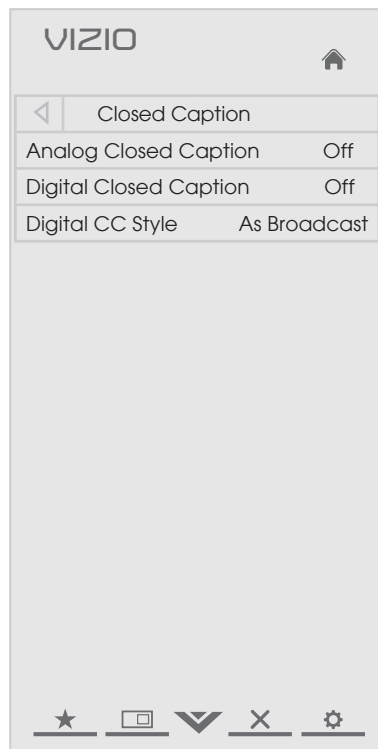 VIZIO
Closed Caption
Analog Closed Caption Off
Digital Closed Caption Off
Digital CC Style As Broadcast